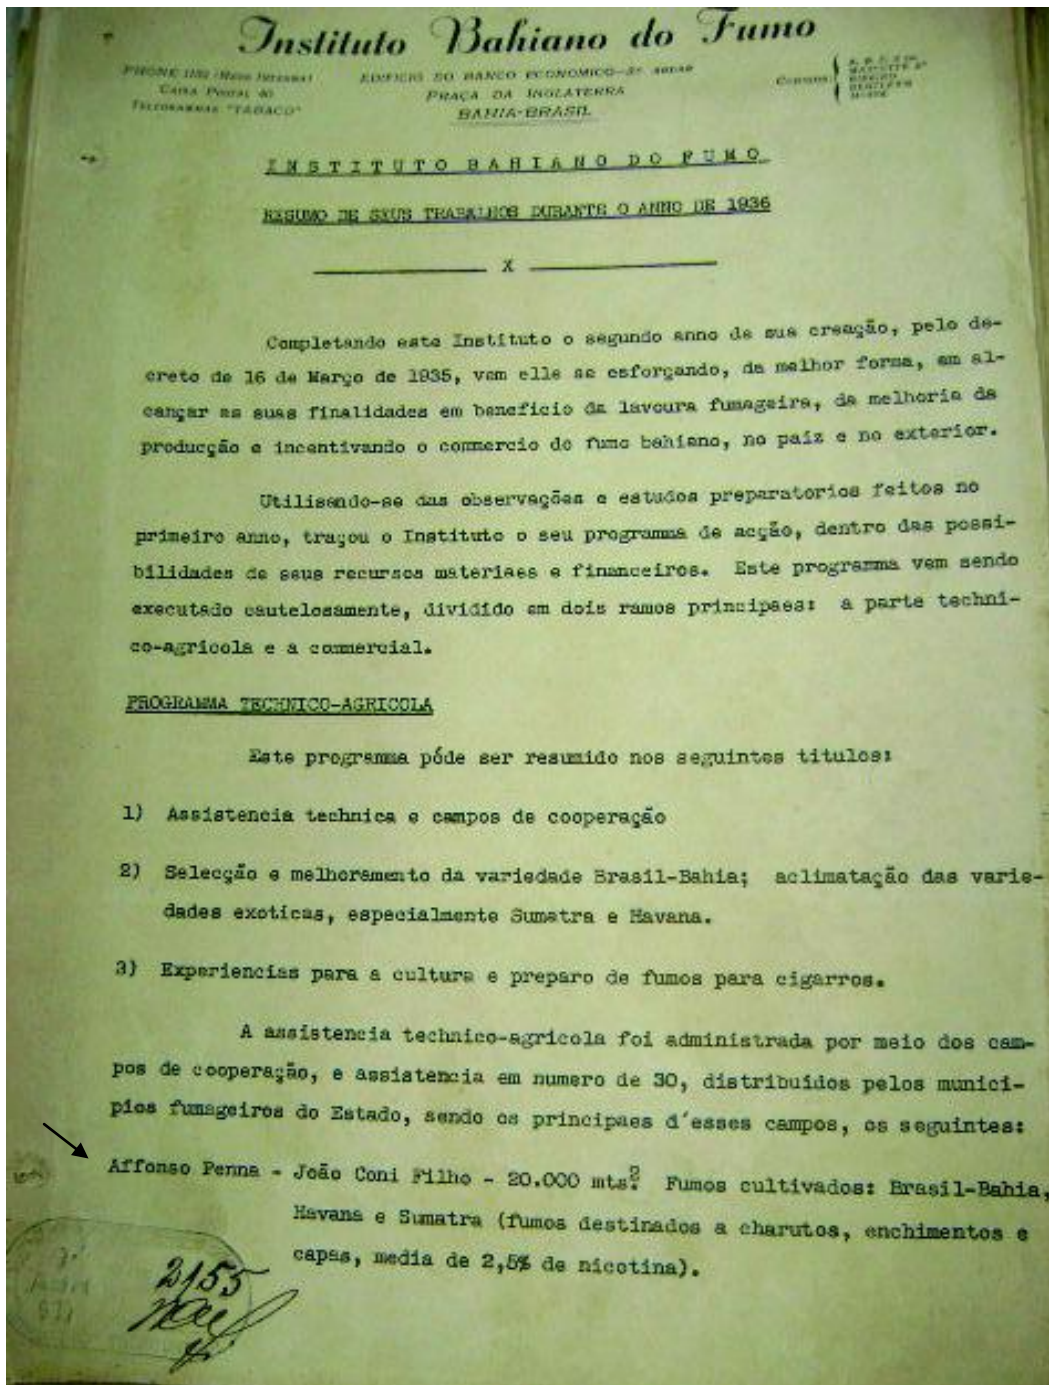 Instituto Bahiano do Fumo
EDIFICIO DO BANCO ECONOMICO-3º ANDAR
CAIXA POSTAL
PRAÇA DA INGLATERRA
TELEGRAMMAS "TABACO"
BAHIA-BRASIL
INSTITUTO BAHIANO DO FUMO
RESUMO DE SEUS TRABALHOS DURANTE O ANNO DE 1936
X
Completando este Instituto o segundo anno de sua creação, pelo de-
creto de 16 de Março de 1935, vem elle se esforçando, da melhor forma, em al-
cançar as suas finalidades em beneficio da lavoura fumageira, da melhoria da
producção e incentivando o commercio do fumo bahiano, no paiz e no exterior.
Utilisando-se das observações e estudos preparatorios feitos no
primeiro anno, traçou o Instituto o seu programma de acção, dentro das possi-
bilidades de seus recursos materiaes e financeiros. Este programma vem sendo
executado cautelosamente, dividido em dois ramos principaes: a parte techni-
co-agricola e a commercial.
PROGRAMMA TECHNICO-AGRICOLA
Este programma póde ser resumido nos seguintes titulos:
1) Assistencia technica e campos de cooperação
2) Selecção e melhoramento da variedade Brasil-Bahia; aclimatação das varie-
dades exoticas, especialmente Sumatra e Havana.
3) Experiencias para a cultura e preparo de fumos para cigarros.
A assistencia technico-agricola foi administrada por meio dos cam-
pos de cooperação, e assistencia em numero de 30, distribuidos pelos munici-
pios fumageiros do Estado, sendo os principaes d'esses campos, os seguintes:
Affonso Penna - João Coni Filho - 20.000 mts². Fumos cultivados: Brasil-Bahia,
Havana e Sumatra (fumos destinados a charutos, enchimentos e
capas, media de 2,5% de nicotina).
2155